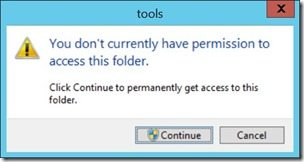 tools
You don't currently have permission to
access this folder.
Click Continue to permanently get access to this
folder.
Continue
Cancel